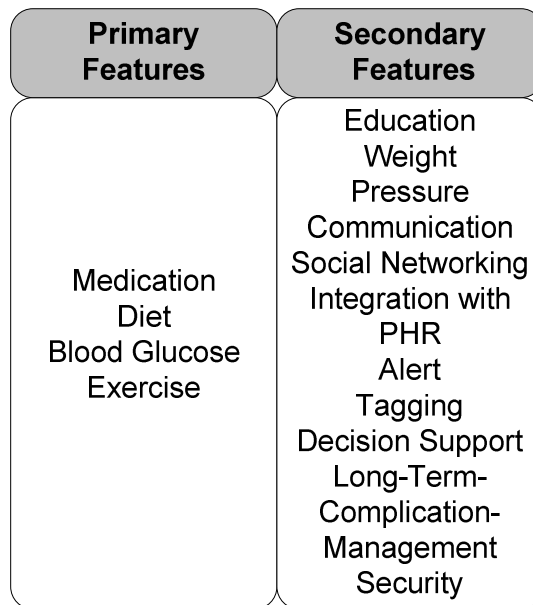 Primary
Features
Secondary
Features
Medication
Diet
Blood Glucose
Exercise
Education
Weight
Pressure
Communication
Social Networking
Integration with
PHR
Alert
Tagging
Decision Support
Long-Term-
Complication-
Management
Security